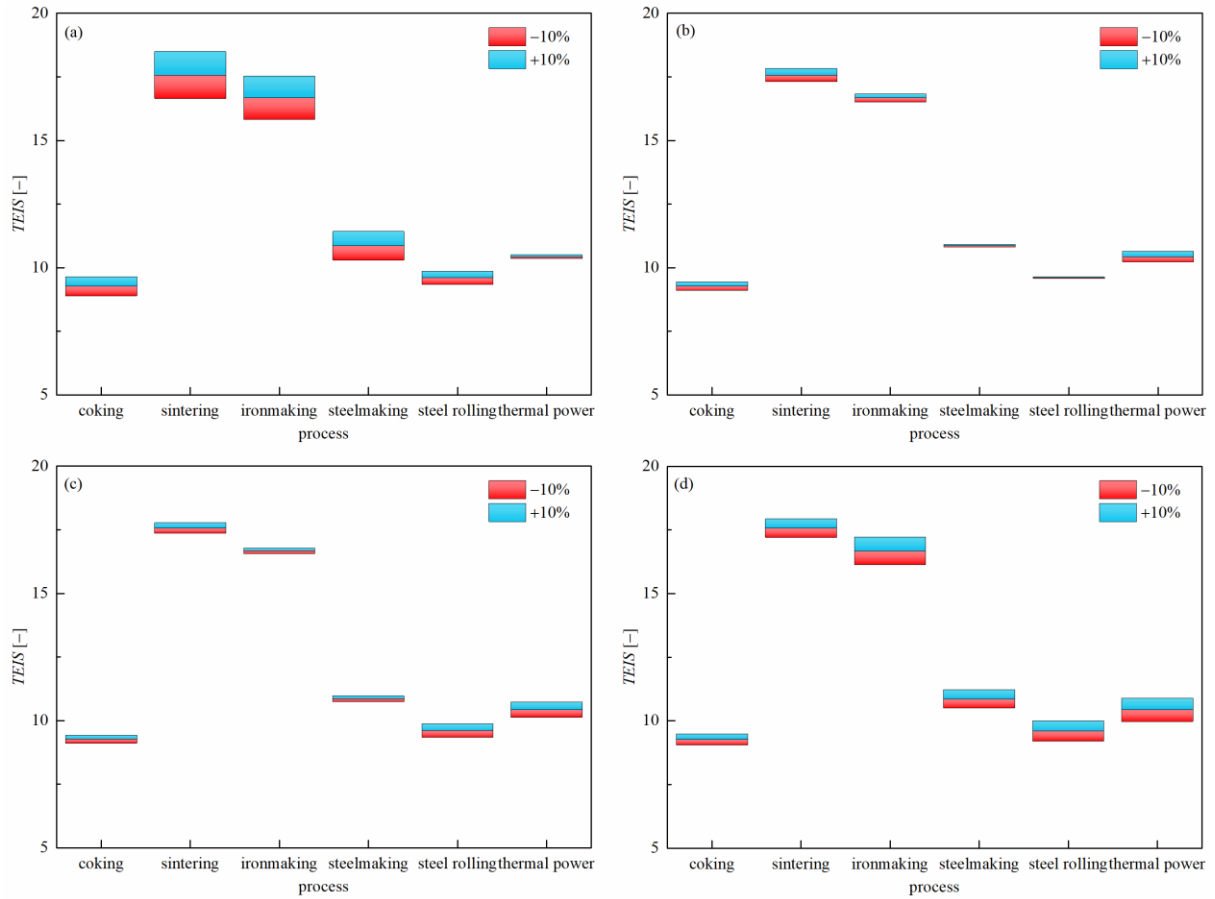 20
(a)
−10%
+10%
15
TEIS [−]
10
5
coking sintering ironmaking steelmaking steel rolling thermal power
process
20
(b)
−10%
+10%
15
TEIS [−]
10
5
coking sintering ironmaking steelmaking steel rolling thermal power
process
20
(c)
−10%
+10%
15
TEIS [−]
10
5
coking sintering ironmaking steelmaking steel rolling thermal power
process
20
(d)
−10%
+10%
15
TEIS [−]
10
5
coking sintering ironmaking steelmaking steel rolling thermal power
process